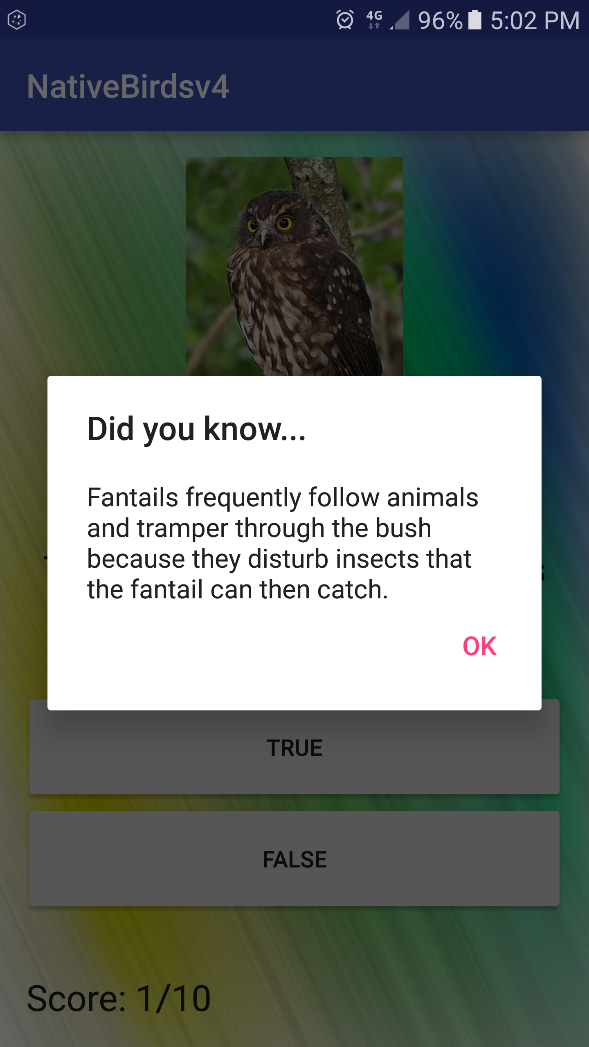 4G 96% 5:02 PM
NativeBirdsv4
Did you know...
Fantails frequently follow animals
and tramper through the bush
because they disturb insects that
the fantail can then catch.
OK
TRUE
FALSE
Score: 1/10